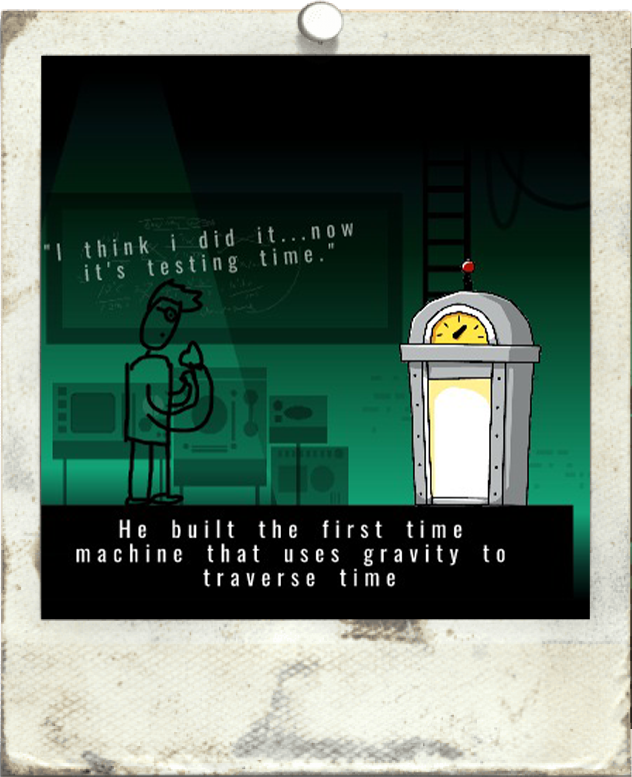 "I think i did it...now
it's testing time."
He built the first time
machine that uses gravity to
traverse time